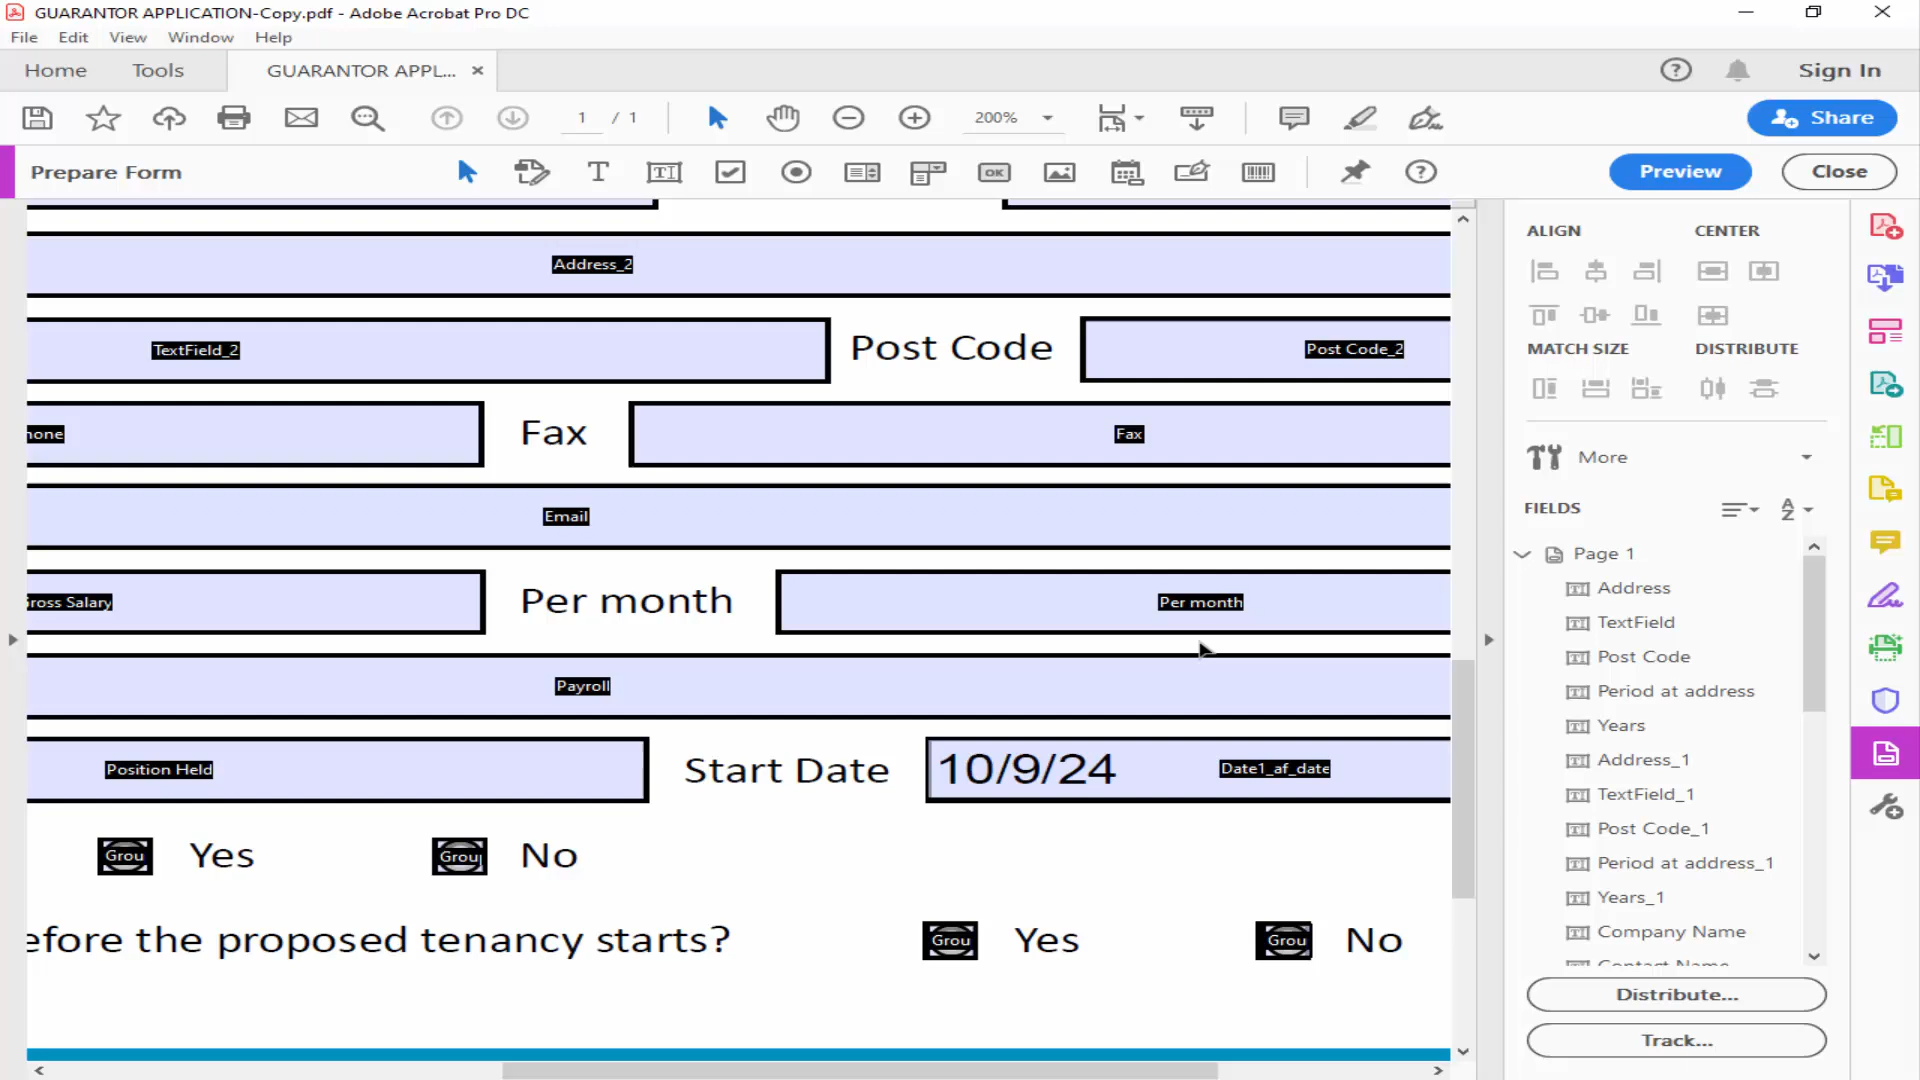 GUARANTOR APPLICATION-Copy.pdf - Adobe Acrobat Pro DC
File Edit View Window Help
Home Tools GUARANTOR APPL... × Sign In
1 / 1 200% Share
Prepare Form OK Preview Close
ALIGN CENTER
Address_2
TextField_2 Post Code Post Code_2
MATCH SIZE DISTRIBUTE
hone Fax Fax
More
FIELDS
Email
Page 1
Address
Gross Salary Per month Per month
TextField
Post Code
Payroll
Period at address
Years
Position Held Start Date 10/9/24 Date1_af_date
Address_1
TextField_1
Post Code_1
Grou Yes Grou No
Period at address_1
Years_1
Company Name
efore the proposed tenancy starts? Grou Yes Grou No
Contact Name
Distribute...
Track...